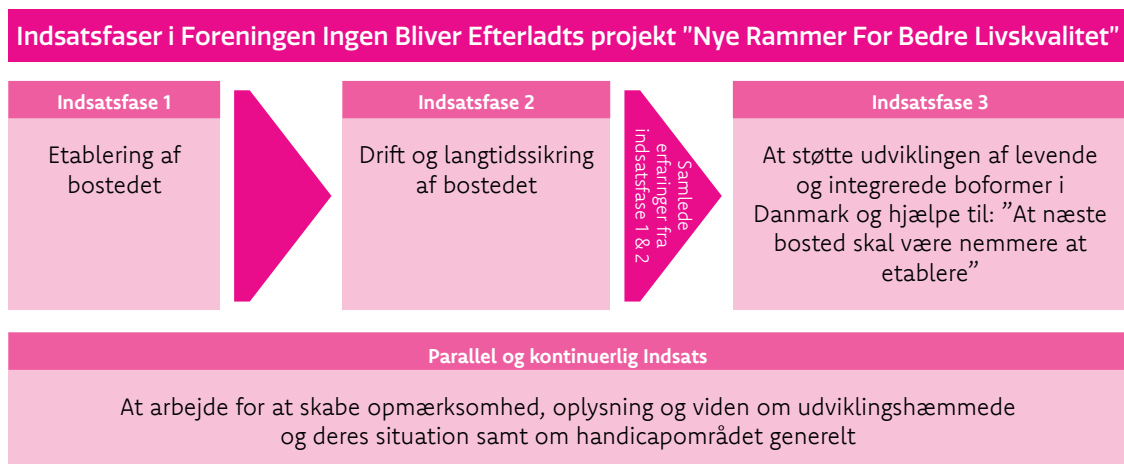 Indsatsfaser i Foreningen Ingen Bliver Efterladts projekt "Nye Rammer For Bedre Livskvalitet"
Indsatsfase 1
Etablering af
bostedet
Indsatsfase 2
Drift og langtidssikring
af bostedet
Samlede
erfaringer fra
indsatsfase 1 & 2
Indsatsfase 3
At støtte udviklingen af levende
og integrerede boformer i
Danmark og hjælpe til: ”At næste
bosted skal være nemmere at
etablere”
Parallel og kontinuerlig Indsats
At arbejde for at skabe opmærksomhed, oplysning og viden om udviklingshæmmede
og deres situation samt om handicapområdet generelt